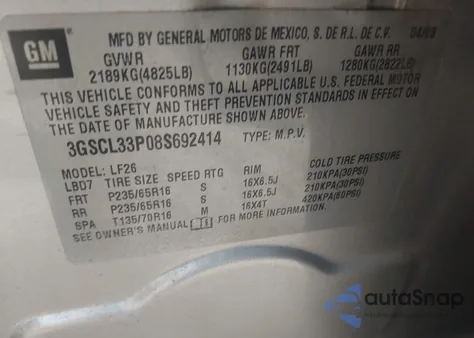 GM
MFD BY GENERAL MOTORS DE MEXICO, S. DE R.L. DE C.V. 04/08
GVWR GAWR FRT GAWR RR
2189KG(4825LB) 1130KG(2491LB) 1280KG(2822LB)
THIS VEHICLE CONFORMS TO ALL APPLICABLE U.S. FEDERAL MOTOR
VEHICLE SAFETY AND THEFT PREVENTION STANDARDS IN EFFECT ON
THE DATE OF MANUFACTURE SHOWN ABOVE.
3GSCL33P08S692414 TYPE: M.P.V.
MODEL: LF26
LBD7 TIRE SIZE SPEED RTG RIM COLD TIRE PRESSURE
FRT P235/65R16 S 16X6.5J 210KPA(30PSI)
RR P235/65R16 S 16X6.5J 210KPA(30PSI)
SPA T135/70R16 M 16X4T 420KPA(60PSI)
SEE OWNER'S MANUAL FOR MORE INFORMATION.
autoSnap